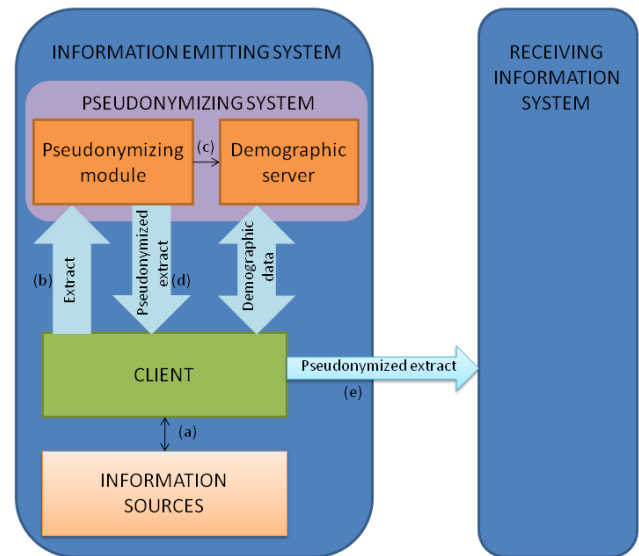 INFORMATION EMITTING SYSTEM
PSEUDONYMIZING SYSTEM
Pseudonymizing
module
(c)
Demographic
server
(b)
Extract
Pseudonymized
extract
(d)
Demographic
data
CLIENT
Pseudonymized extract
(e)
(a)
INFORMATION
SOURCES
RECEIVING
INFORMATION
SYSTEM